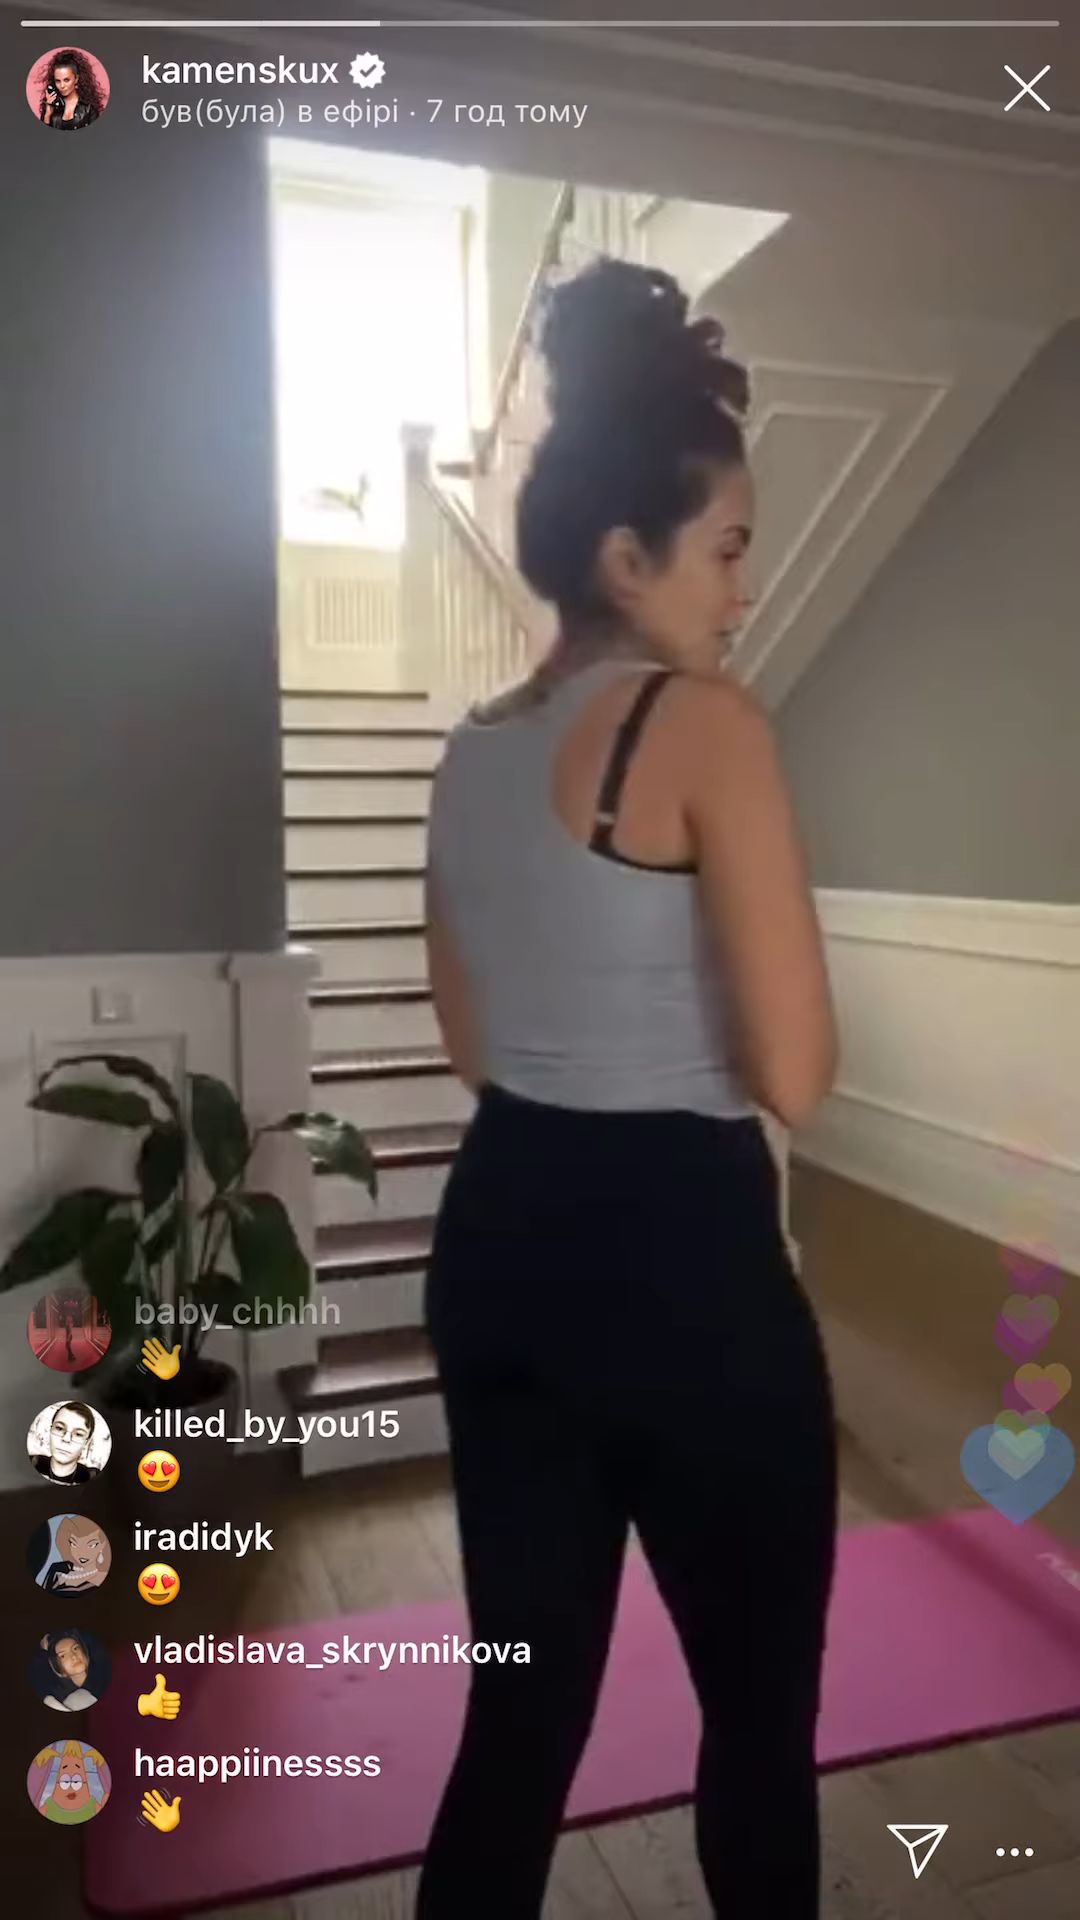 kamenskux
був(була) в ефірі · 7 год тому
baby_chhhh
👋
killed_by_you15
😍
iradidyk
😍
vladislava_skrynnikova
👍
haappiinessss
👋